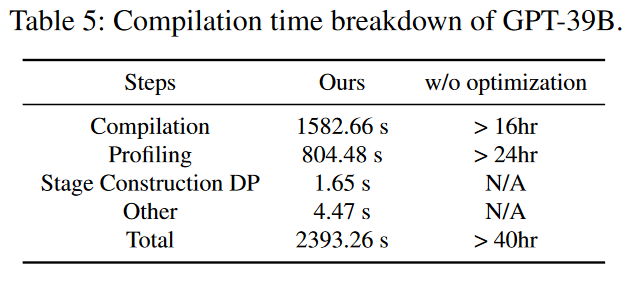 Table 5: Compilation time breakdown of GPT-39B.
Steps Ours w/o optimization
Compilation 1582.66 s > 16hr
Profiling 804.48 s > 24hr
Stage Construction DP 1.65 s N/A
Other 4.47 s N/A
Total 2393.26 s > 40hr